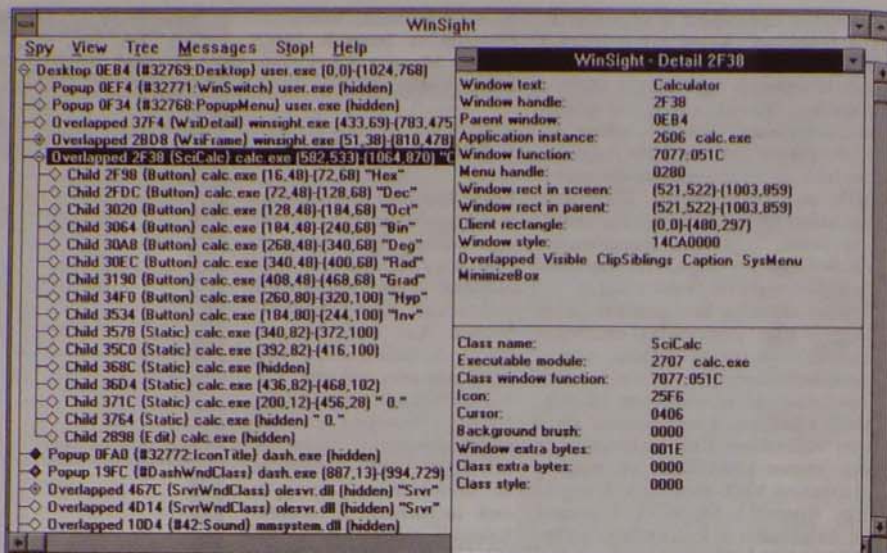 WinSight
Spy View Tree Messages Stop! Help
Desktop 0EB4 {#32769:Desktop} user.exe (0,0)-(1024,768)
Popup 0EF4 {#32771:WinSwitch} user.exe (hidden)
Popup 0F34 {#32768:PopupMenu} user.exe (hidden)
Overlapped 37F4 {WsiDetail} winsight.exe (433,69)-(783,475
Overlapped 2BD8 {WsiFrame} winsight.exe (51,38)-(810,478)
Overlapped 2F38 {SciCalc} calc.exe (582,533)-(1064,870) "C
Child 2F98 {Button} calc.exe (16,48)-(72,68) "Hex"
Child 2FDC {Button} calc.exe (72,48)-(128,68) "Dec"
Child 3020 {Button} calc.exe (128,48)-(184,68) "Oct"
Child 3064 {Button} calc.exe (184,48)-(240,68) "Bin"
Child 30A8 {Button} calc.exe (268,48)-(340,68) "Deg"
Child 30EC {Button} calc.exe (340,48)-(400,68) "Rad"
Child 3190 {Button} calc.exe (408,48)-(468,68) "Grad"
Child 34F0 {Button} calc.exe (260,80)-(320,100) "Hyp"
Child 3534 {Button} calc.exe (184,80)-(244,100) "Inv"
Child 3578 {Static} calc.exe (340,82)-(372,100)
Child 35C0 {Static} calc.exe (392,82)-(416,100)
Child 368C {Static} calc.exe (hidden)
Child 36D4 {Static} calc.exe (436,82)-(468,102)
Child 371C {Static} calc.exe (200,12)-(456,28) " 0."
Child 3764 {Static} calc.exe (hidden) " 0."
Child 2898 {Edit} calc.exe (hidden)
Popup 0FA0 {#32772:IconTitle} dash.exe (hidden)
Popup 19FC {#DashWndClass} dash.exe (887,13)-(994,729)
Overlapped 467C {SrvrWndClass} olesvr.dll (hidden) "Srvr"
Overlapped 4D14 {SrvrWndClass} olesvr.dll (hidden) "Srvr"
Overlapped 10D4 {#42:Sound} mmsystem.dll (hidden)
WinSight - Detail 2F38
Window text: Calculator
Window handle: 2F38
Parent window: 0EB4
Application instance: 2606 calc.exe
Window function: 7077:051C
Menu handle: 0280
Window rect in screen: (521,522)-(1003,859)
Window rect in parent: (521,522)-(1003,859)
Client rectangle: (0,0)-(480,297)
Window style: 14CA0000
Overlapped Visible ClipSiblings Caption SysMenu
MinimizeBox
Class name: SciCalc
Executable module: 2707 calc.exe
Class window function: 7077:051C
Icon: 25F6
Cursor: 0406
Background brush: 0000
Window extra bytes: 001E
Class extra bytes: 0000
Class style: 0000